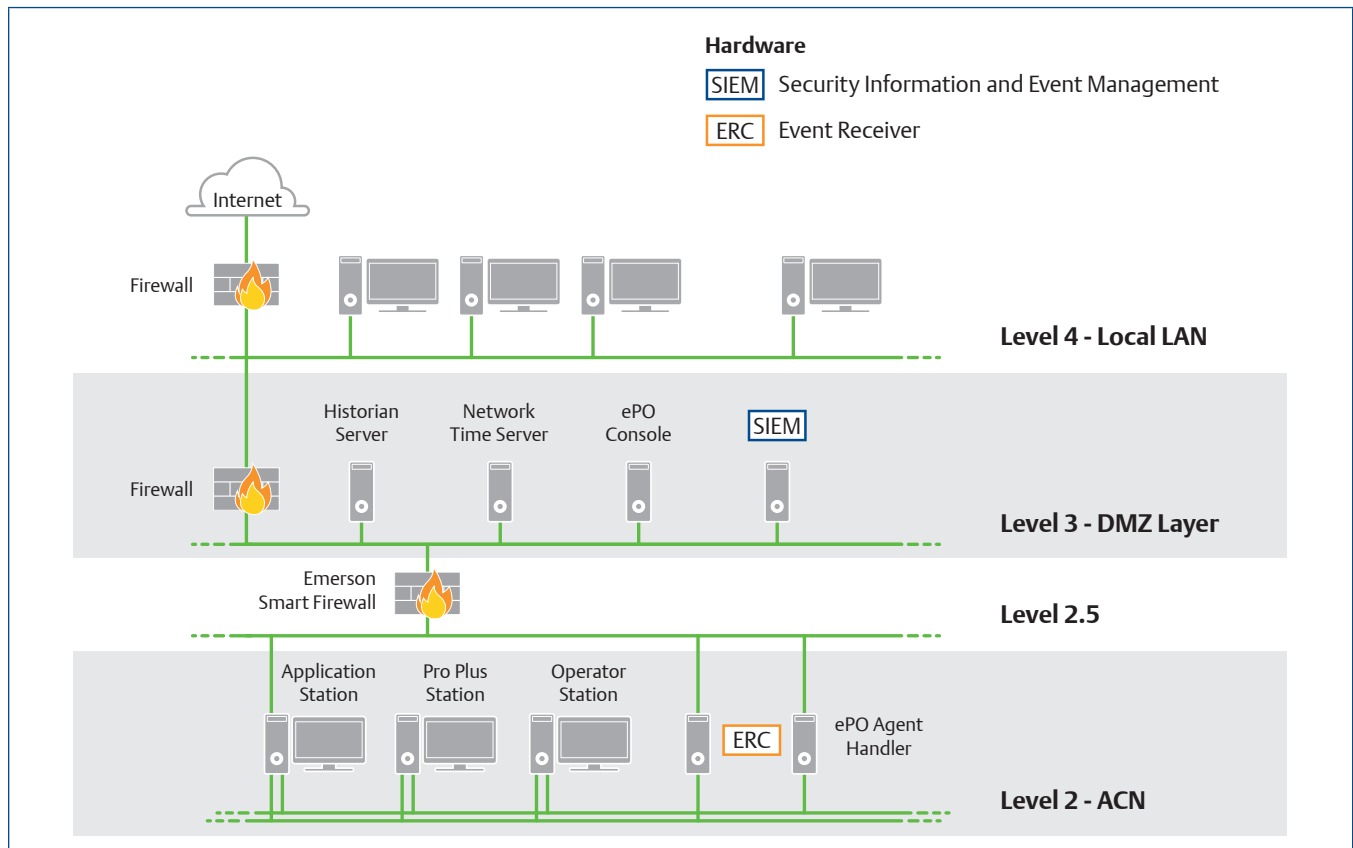 Hardware
SIEM Security Information and Event Management
ERC Event Receiver
Internet
Firewall
Level 4 - Local LAN
Historian
Server
Network
Time Server
ePO
Console
SIEM
Firewall
Level 3 - DMZ Layer
Emerson
Smart Firewall
Level 2.5
Application
Station
Pro Plus
Station
Operator
Station
ERC
ePO Agent
Handler
Level 2 - ACN